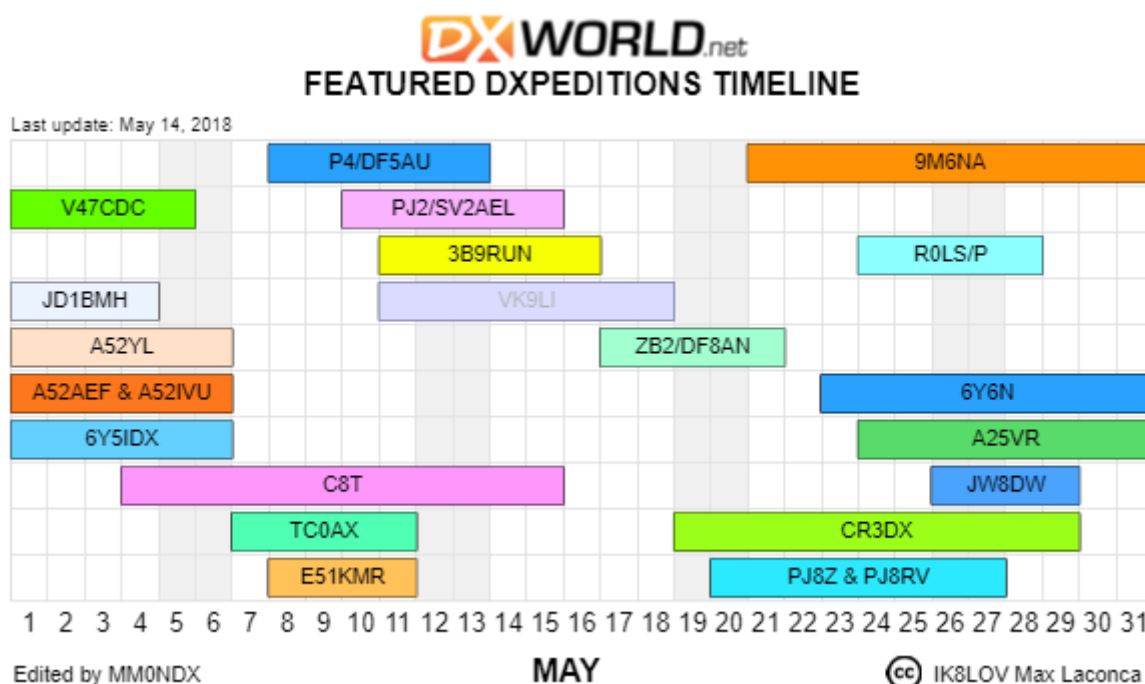 DX WORLD.net
FEATURED DXPEDITIONS TIMELINE
Last update: May 14, 2018
P4/DF5AU 9M6NA
V47CDC PJ2/SV2AEL
3B9RUN R0LS/P
JD1BMH VK9LI
A52YL ZB2/DF8AN
A52AEF & A52IVU 6Y6N
6Y5IDX A25VR
C8T JW8DW
TC0AX CR3DX
E51KMR PJ8Z & PJ8RV
1 2 3 4 5 6 7 8 9 10 11 12 13 14 15 16 17 18 19 20 21 22 23 24 25 26 27 28 29 30 31
Edited by MM0NDX MAY cc IK8LOV Max Laconca